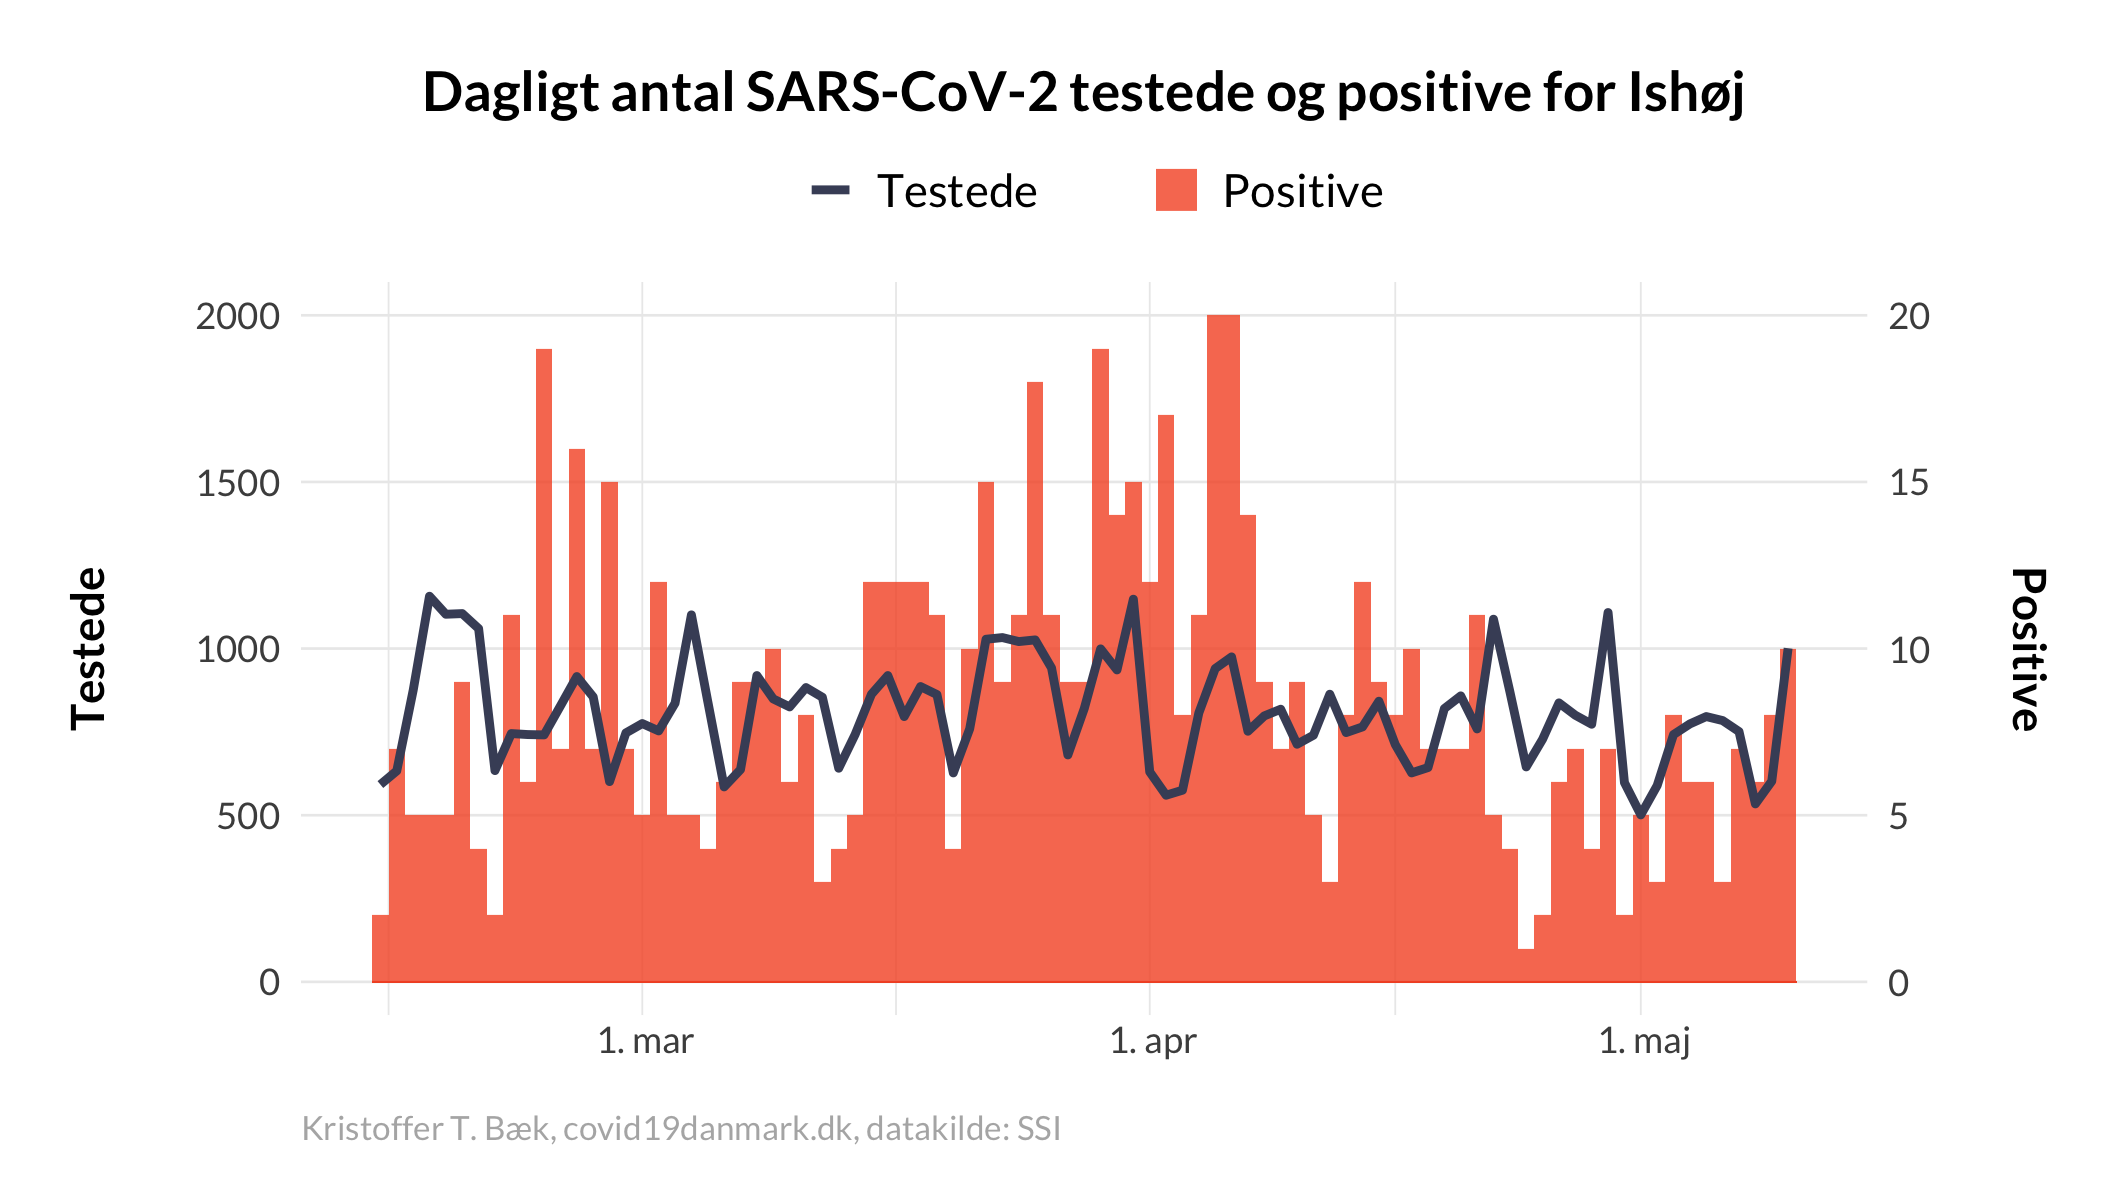 Dagligt antal SARS-CoV-2 testede og positive for Ishøj
Testede
Positive
2000
1500
1000
500
0
Testede
20
15
10
5
0
Positive
1. mar
1. apr
1. maj
Kristoffer T. Bæk, covid19danmark.dk, datakilde: SSI